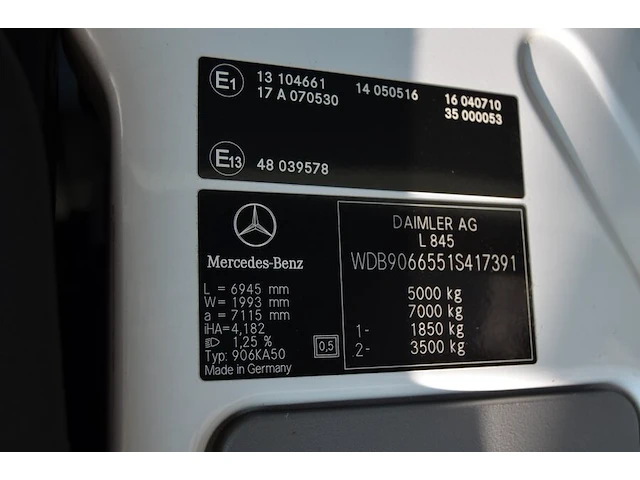 E1 13 104661 14 050516 16 040710
17 A 070530 35 000053
E13 48 039578
Mercedes-Benz
L = 6945 mm
W = 1993 mm
a = 7115 mm
iHA=4,182
1,25 %
Typ: 906KA50
Made in Germany
0,5
DAIMLER AG
L 845
WDB9066551S417391
5000 kg
7000 kg
1- 1850 kg
2- 3500 kg